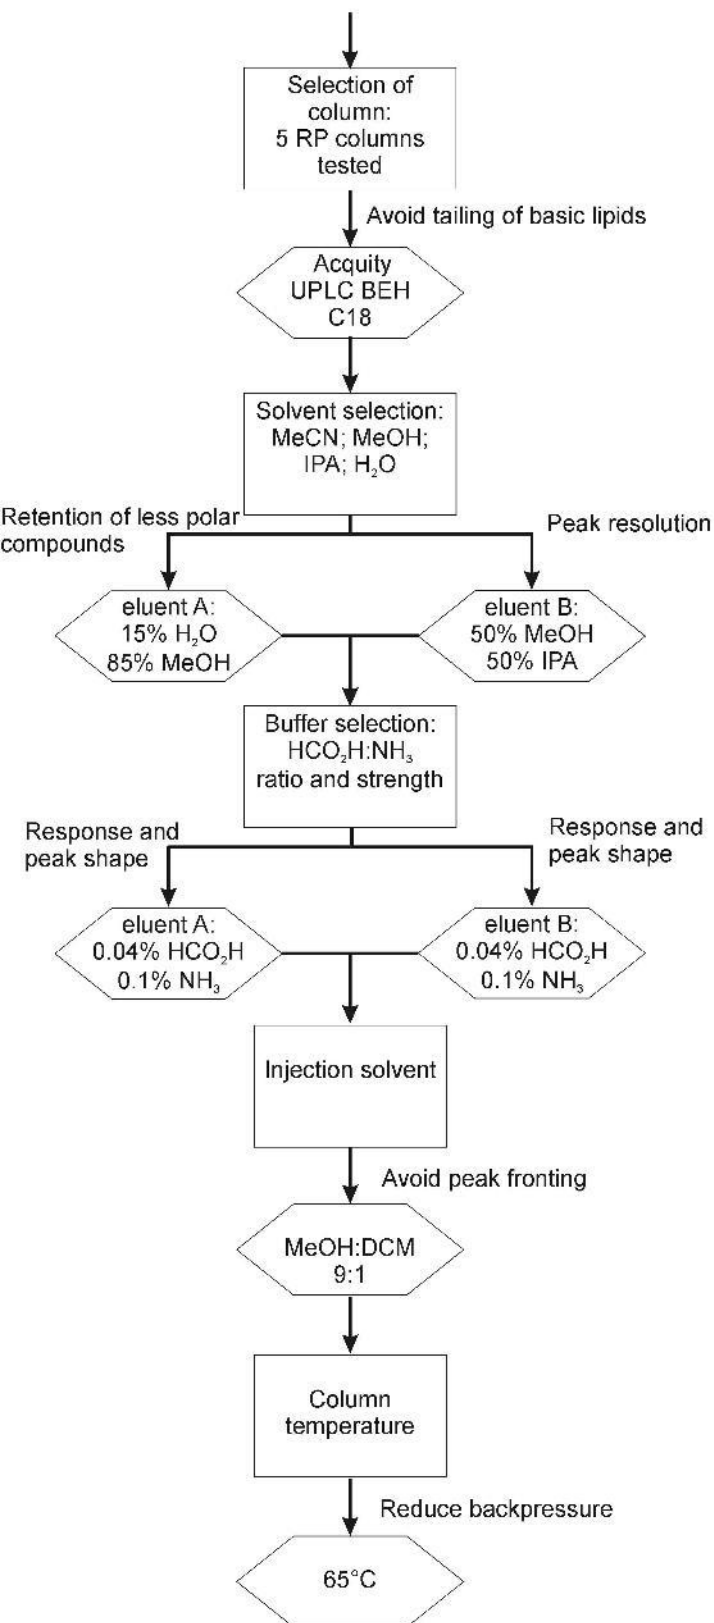 Selection of
column:
5 RP columns
tested
Avoid tailing of basic lipids
Acquity
UPLC BEH
C18
Solvent selection:
MeCN; MeOH;
IPA; H₂O
Retention of less polar
compounds
Peak resolution
eluent A:
15% H₂O
85% MeOH
eluent B:
50% MeOH
50% IPA
Buffer selection:
HCO₂H:NH₃
ratio and strength
Response and
peak shape
Response and
peak shape
eluent A:
0.04% HCO₂H
0.1% NH₃
eluent B:
0.04% HCO₂H
0.1% NH₃
Injection solvent
Avoid peak fronting
MeOH:DCM
9:1
Column
temperature
Reduce backpressure
65°C